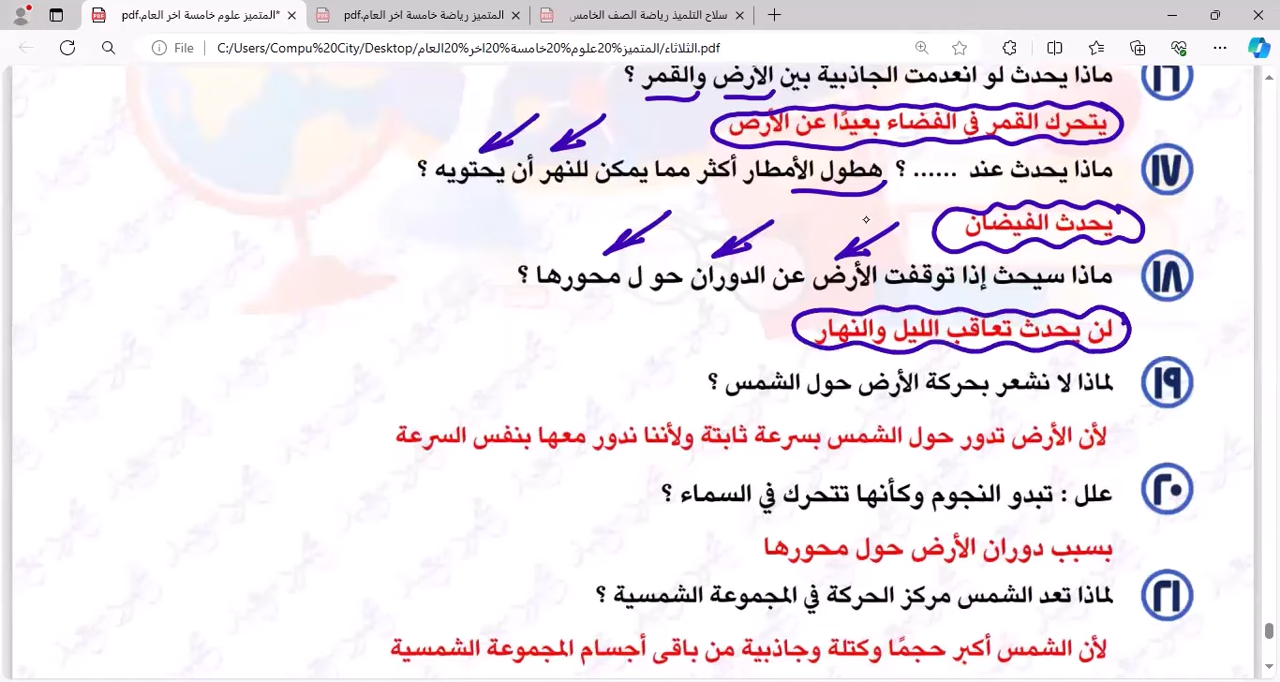 المتميز علوم خامسة اخر العام.pdf*
المتميز رياضة خامسة اخر العام.pdf
سلاح التلميذ رياضة الصف الخامس
File
C:/Users/Compu%20City/Desktop/الثلاثاء/المتميز%20علوم%20خامسة%20اخر%20العام.pdf
١٦ ماذا يحدث لو انعدمت الجاذبية بين الأرض والقمر ؟
يتحرك القمر في الفضاء بعيدًا عن الأرض
١٧ ماذا يحدث عند ...... ؟ هطول الأمطار أكثر مما يمكن للنهر أن يحتويه ؟
يحدث الفيضان
١٨ ماذا سيحث إذا توقفت الأرض عن الدوران حو ل محورها ؟
لن يحدث تعاقب الليل والنهار
١٩ لماذا لا نشعر بحركة الأرض حول الشمس ؟
لأن الأرض تدور حول الشمس بسرعة ثابتة ولأننا ندور معها بنفس السرعة
٢٠ علل : تبدو النجوم وكأنها تتحرك في السماء ؟
بسبب دوران الأرض حول محورها
٢١ لماذا تعد الشمس مركز الحركة في المجموعة الشمسية ؟
لأن الشمس أكبر حجمًا وكتلة وجاذبية من باقى أجسام المجموعة الشمسية